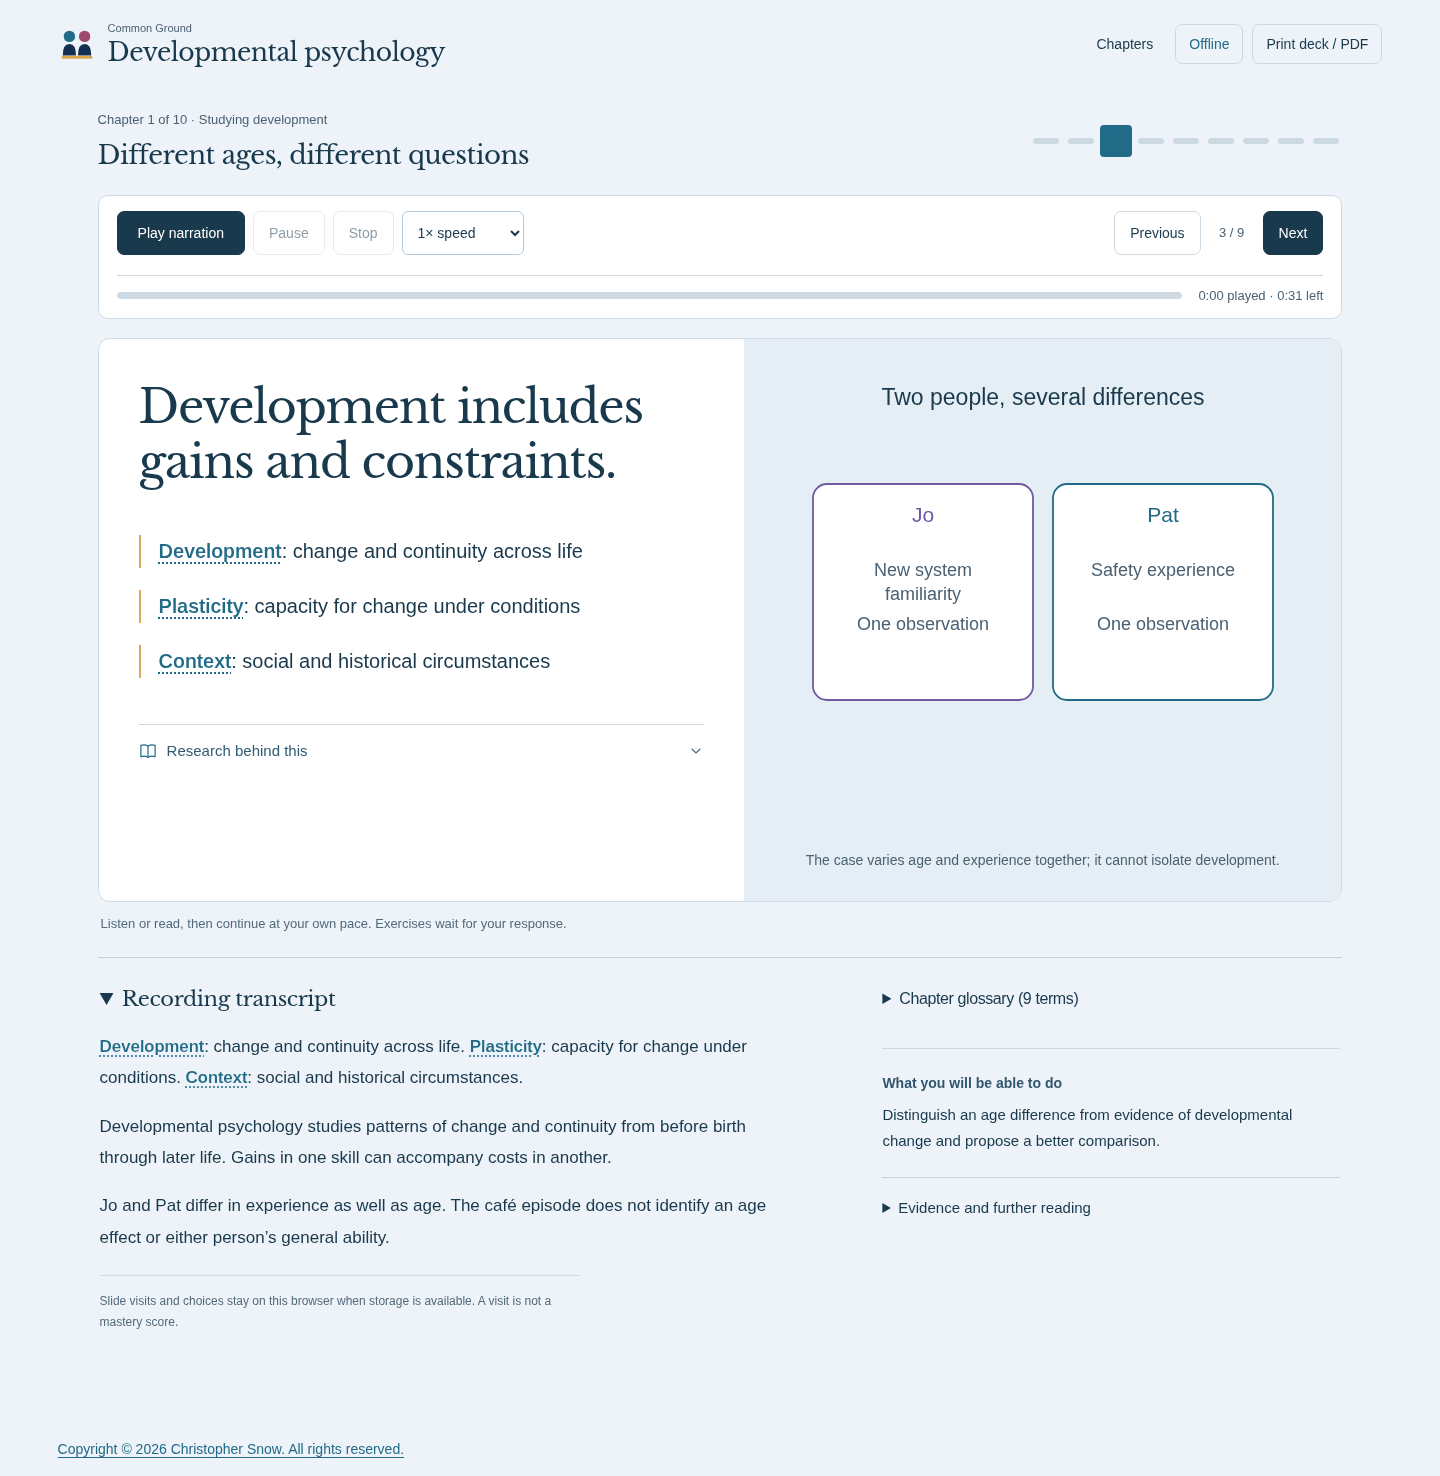 Common Ground
Developmental psychology
Chapters
Offline
Print deck / PDF
Chapter 1 of 10 · Studying development
Different ages, different questions
Play narration
Pause
Stop
1× speed
Previous
3 / 9
Next
0:00 played · 0:31 left
Development includes
gains and constraints.
Development: change and continuity across life
Plasticity: capacity for change under conditions
Context: social and historical circumstances
Research behind this
Two people, several differences
Jo
New system
familiarity
One observation
Pat
Safety experience
One observation
The case varies age and experience together; it cannot isolate development.
Listen or read, then continue at your own pace. Exercises wait for your response.
Recording transcript
Development: change and continuity across life. Plasticity: capacity for change under
conditions. Context: social and historical circumstances.
Developmental psychology studies patterns of change and continuity from before birth
through later life. Gains in one skill can accompany costs in another.
Jo and Pat differ in experience as well as age. The café episode does not identify an age
effect or either person’s general ability.
Slide visits and choices stay on this browser when storage is available. A visit is not a
mastery score.
Chapter glossary (9 terms)
What you will be able to do
Distinguish an age difference from evidence of developmental
change and propose a better comparison.
Evidence and further reading
Copyright © 2026 Christopher Snow. All rights reserved.